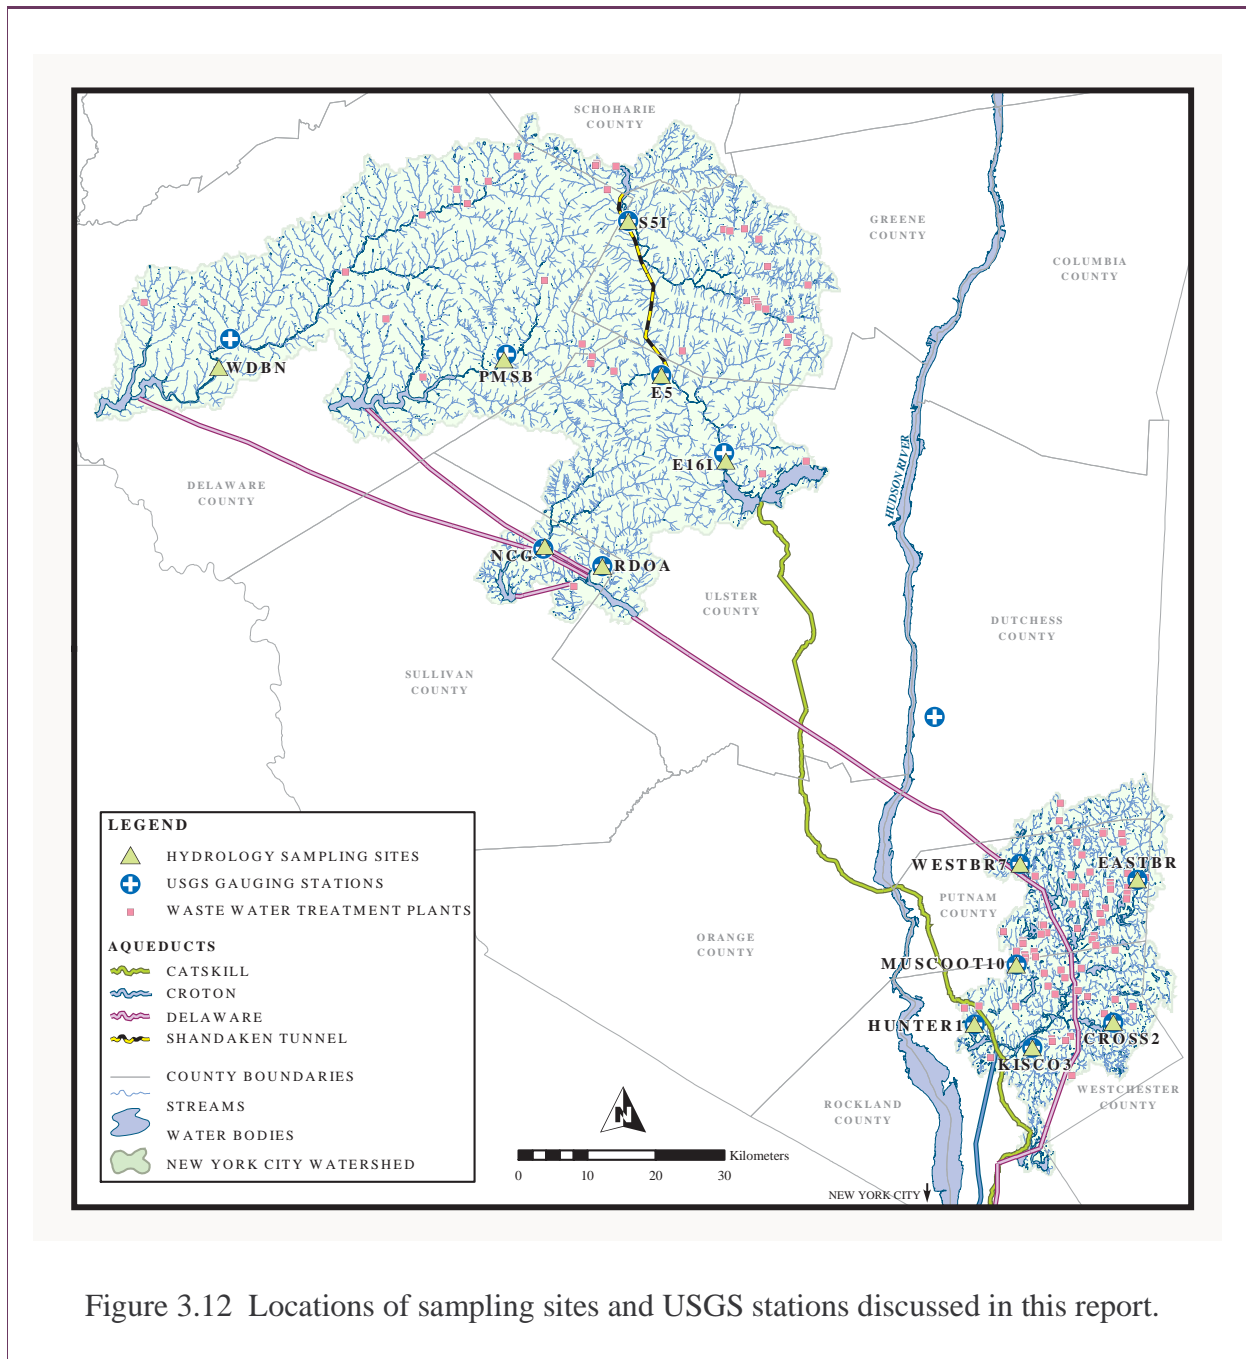 SCHOHARIE
COUNTY
GREENE
COUNTY
COLUMBIA
COUNTY
S5I
WDBN
PMSB
E5
E16I
HUDSON RIVER
DELAWARE
COUNTY
NCG
RDOA
ULSTER
COUNTY
DUTCHESS
COUNTY
SULLIVAN
COUNTY
LEGEND
HYDROLOGY SAMPLING SITES
USGS GAUGING STATIONS
WASTE WATER TREATMENT PLANTS
AQUEDUCTS
CATSKILL
CROTON
DELAWARE
SHANDAKEN TUNNEL
COUNTY BOUNDARIES
STREAMS
WATER BODIES
NEW YORK CITY WATERSHED
WESTBR7
EASTBR
PUTNAM
COUNTY
ORANGE
COUNTY
MUSCOOT10
HUNTER1
CROSS2
KISCO3
WESTCHESTER
COUNTY
ROCKLAND
COUNTY
N
Kilometers
0 10 20 30
NEW YORK CITY
Figure 3.12 Locations of sampling sites and USGS stations discussed in this report.